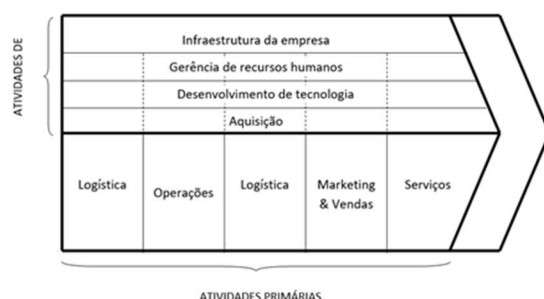 ATIVIDADES DE
Infraestrutura da empresa
Gerência de recursos humanos
Desenvolvimento de tecnologia
Aquisição
Logística
Operações
Logística
Marketing
& Vendas
Serviços
ATIVIDADES PRIMÁRIAS